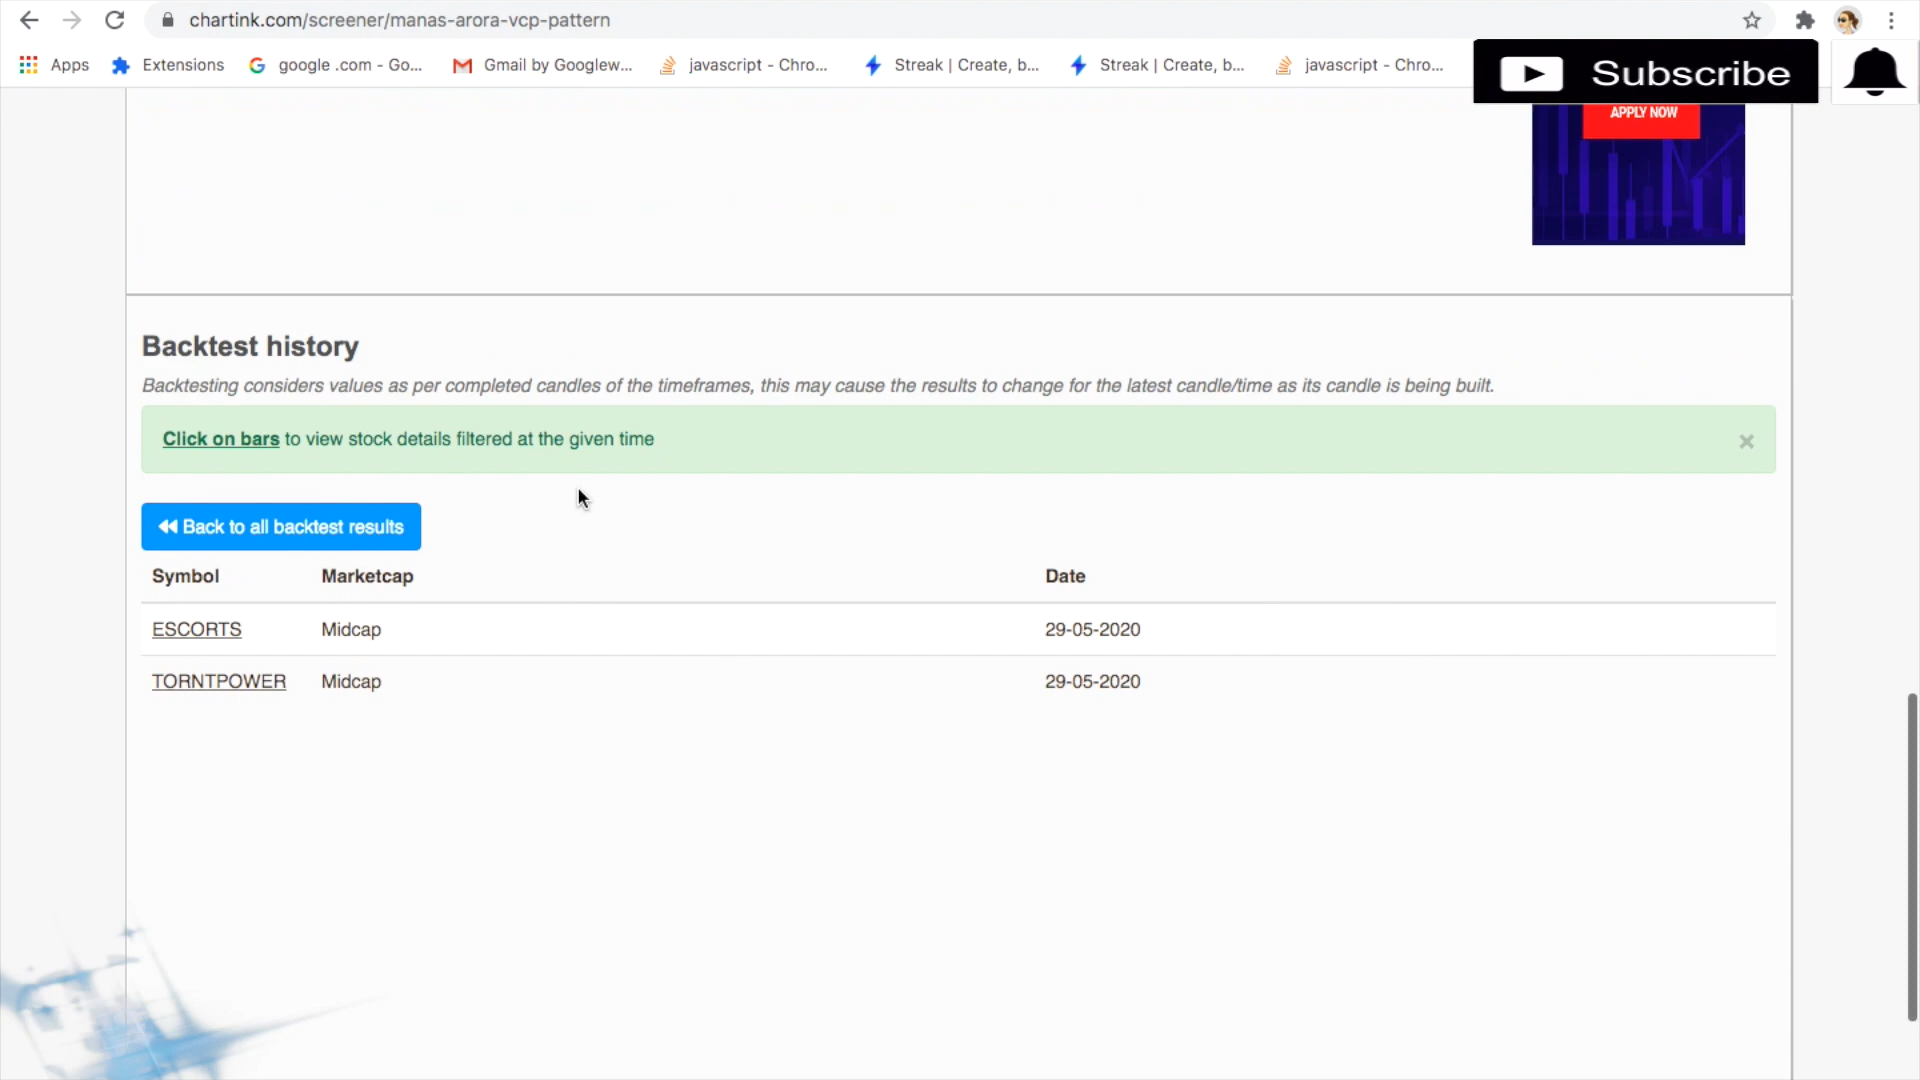 chartink.com/screener/manas-arora-vcp-pattern
Apps Extensions google .com - Go... Gmail by Googlew... javascript - Chro... Streak | Create, b... Streak | Create, b... javascript - Chro...
Subscribe
APPLY NOW
Backtest history
Backtesting considers values as per completed candles of the timeframes, this may cause the results to change for the latest candle/time as its candle is being built.
Click on bars to view stock details filtered at the given time
×
Back to all backtest results
Symbol Marketcap Date
ESCORTS Midcap 29-05-2020
TORNTPOWER Midcap 29-05-2020